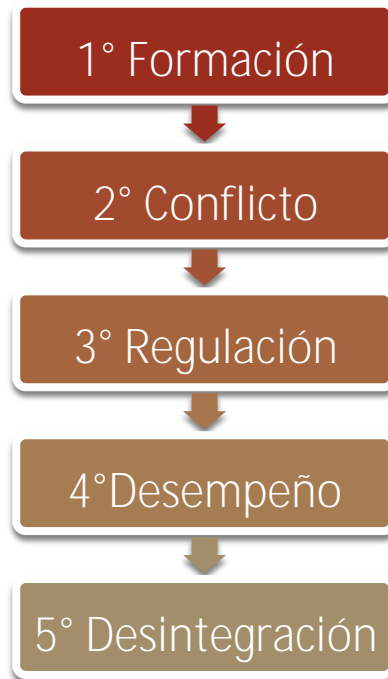 1° Formación
2° Conflicto
3° Regulación
4°Desempeño
5° Desintegración